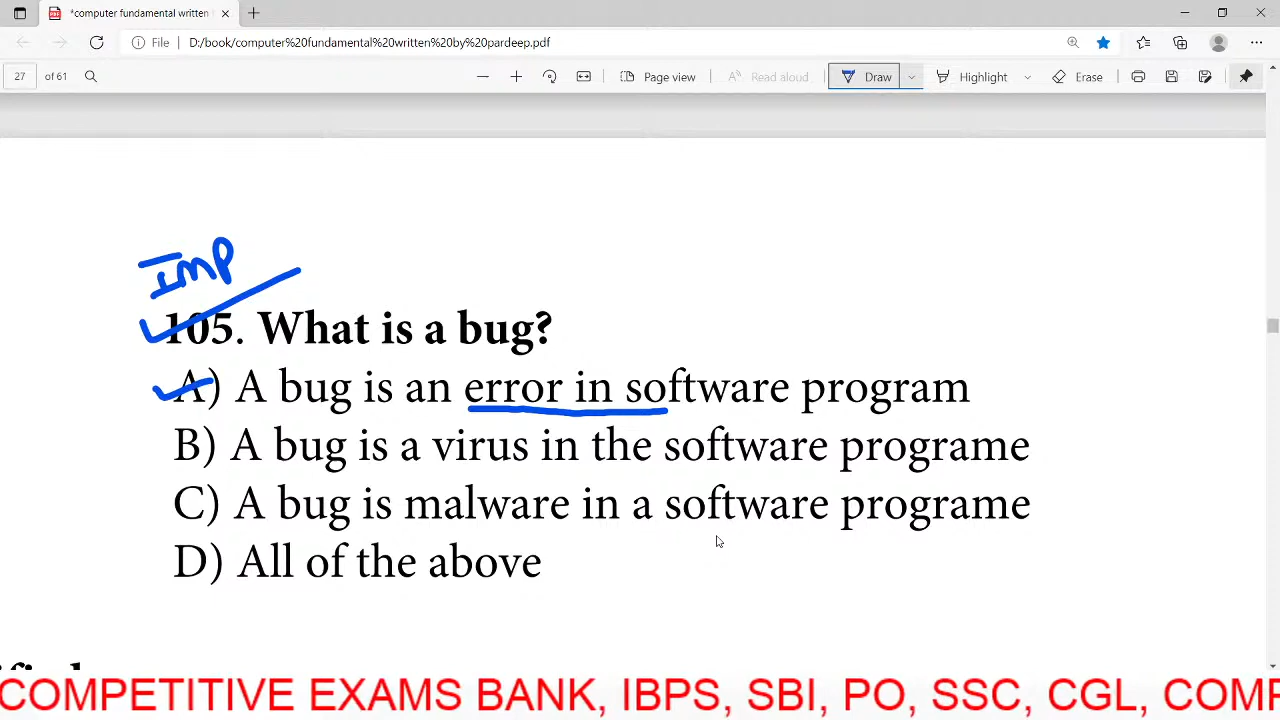 *computer fundamental written
File D:/book/computer%20fundamental%20written%20by%20pardeep.pdf
27 of 61 Page view Read aloud Draw Highlight Erase
IMP
105. What is a bug?
A) A bug is an error in software program
B) A bug is a virus in the software programe
C) A bug is malware in a software programe
D) All of the above
COMPETITIVE EXAMS BANK, IBPS, SBI, PO, SSC, CGL, COMP